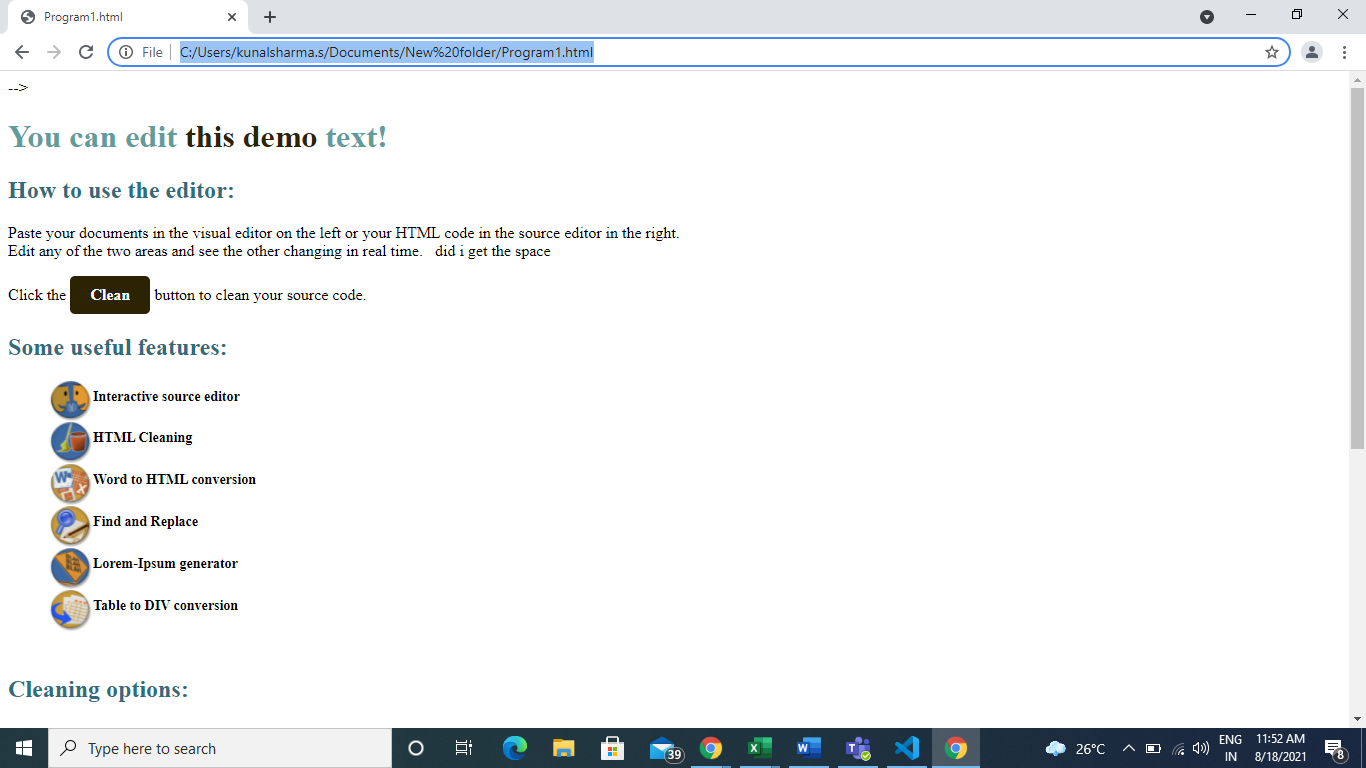 Program1.html
File C:/Users/kunalsharma.s/Documents/New%20folder/Program1.html
-->
You can edit this demo text!
How to use the editor:
Paste your documents in the visual editor on the left or your HTML code in the source editor in the right.
Edit any of the two areas and see the other changing in real time.   did i get the space
Click the Clean button to clean your source code.
Some useful features:
Interactive source editor
HTML Cleaning
Word to HTML conversion
Find and Replace
Lorem-Ipsum generator
Table to DIV conversion
Cleaning options:
Type here to search
39
26°C
ENG
IN
11:52 AM
8/18/2021
8